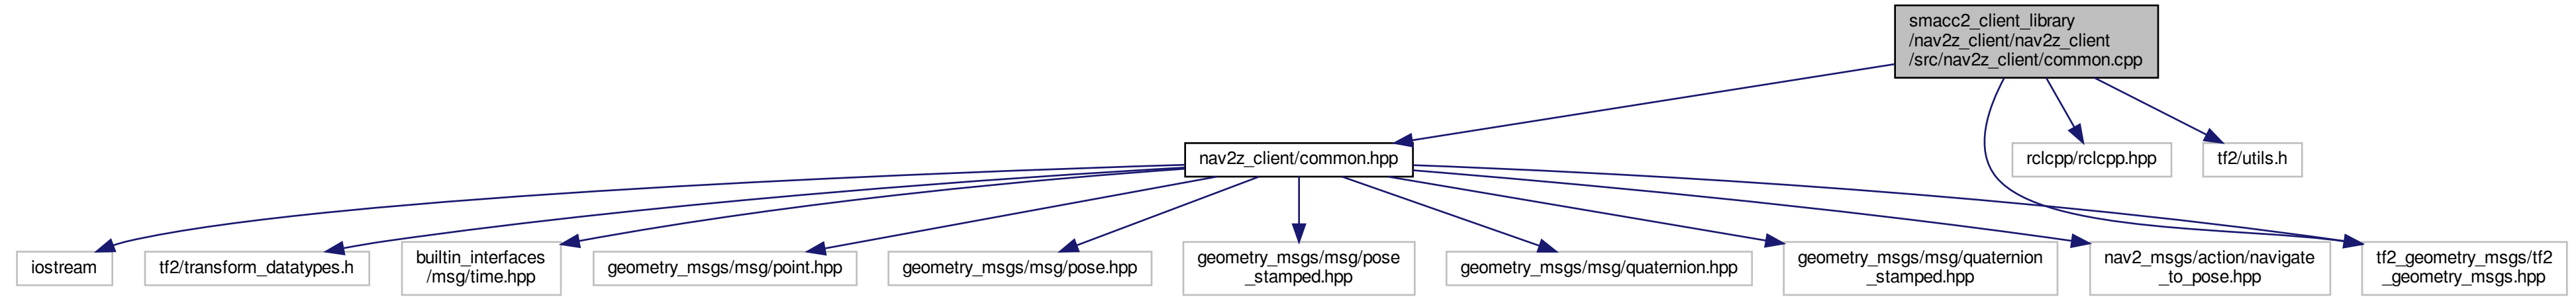 smacc2_client_library
/nav2z_client/nav2z_client
/src/nav2z_client/common.cpp
nav2z_client/common.hpp
rclcpp/rclcpp.hpp
tf2/utils.h
iostream
tf2/transform_datatypes.h
builtin_interfaces
/msg/time.hpp
geometry_msgs/msg/point.hpp
geometry_msgs/msg/pose.hpp
geometry_msgs/msg/pose
_stamped.hpp
geometry_msgs/msg/quaternion.hpp
geometry_msgs/msg/quaternion
_stamped.hpp
nav2_msgs/action/navigate
_to_pose.hpp
tf2_geometry_msgs/tf2
_geometry_msgs.hpp